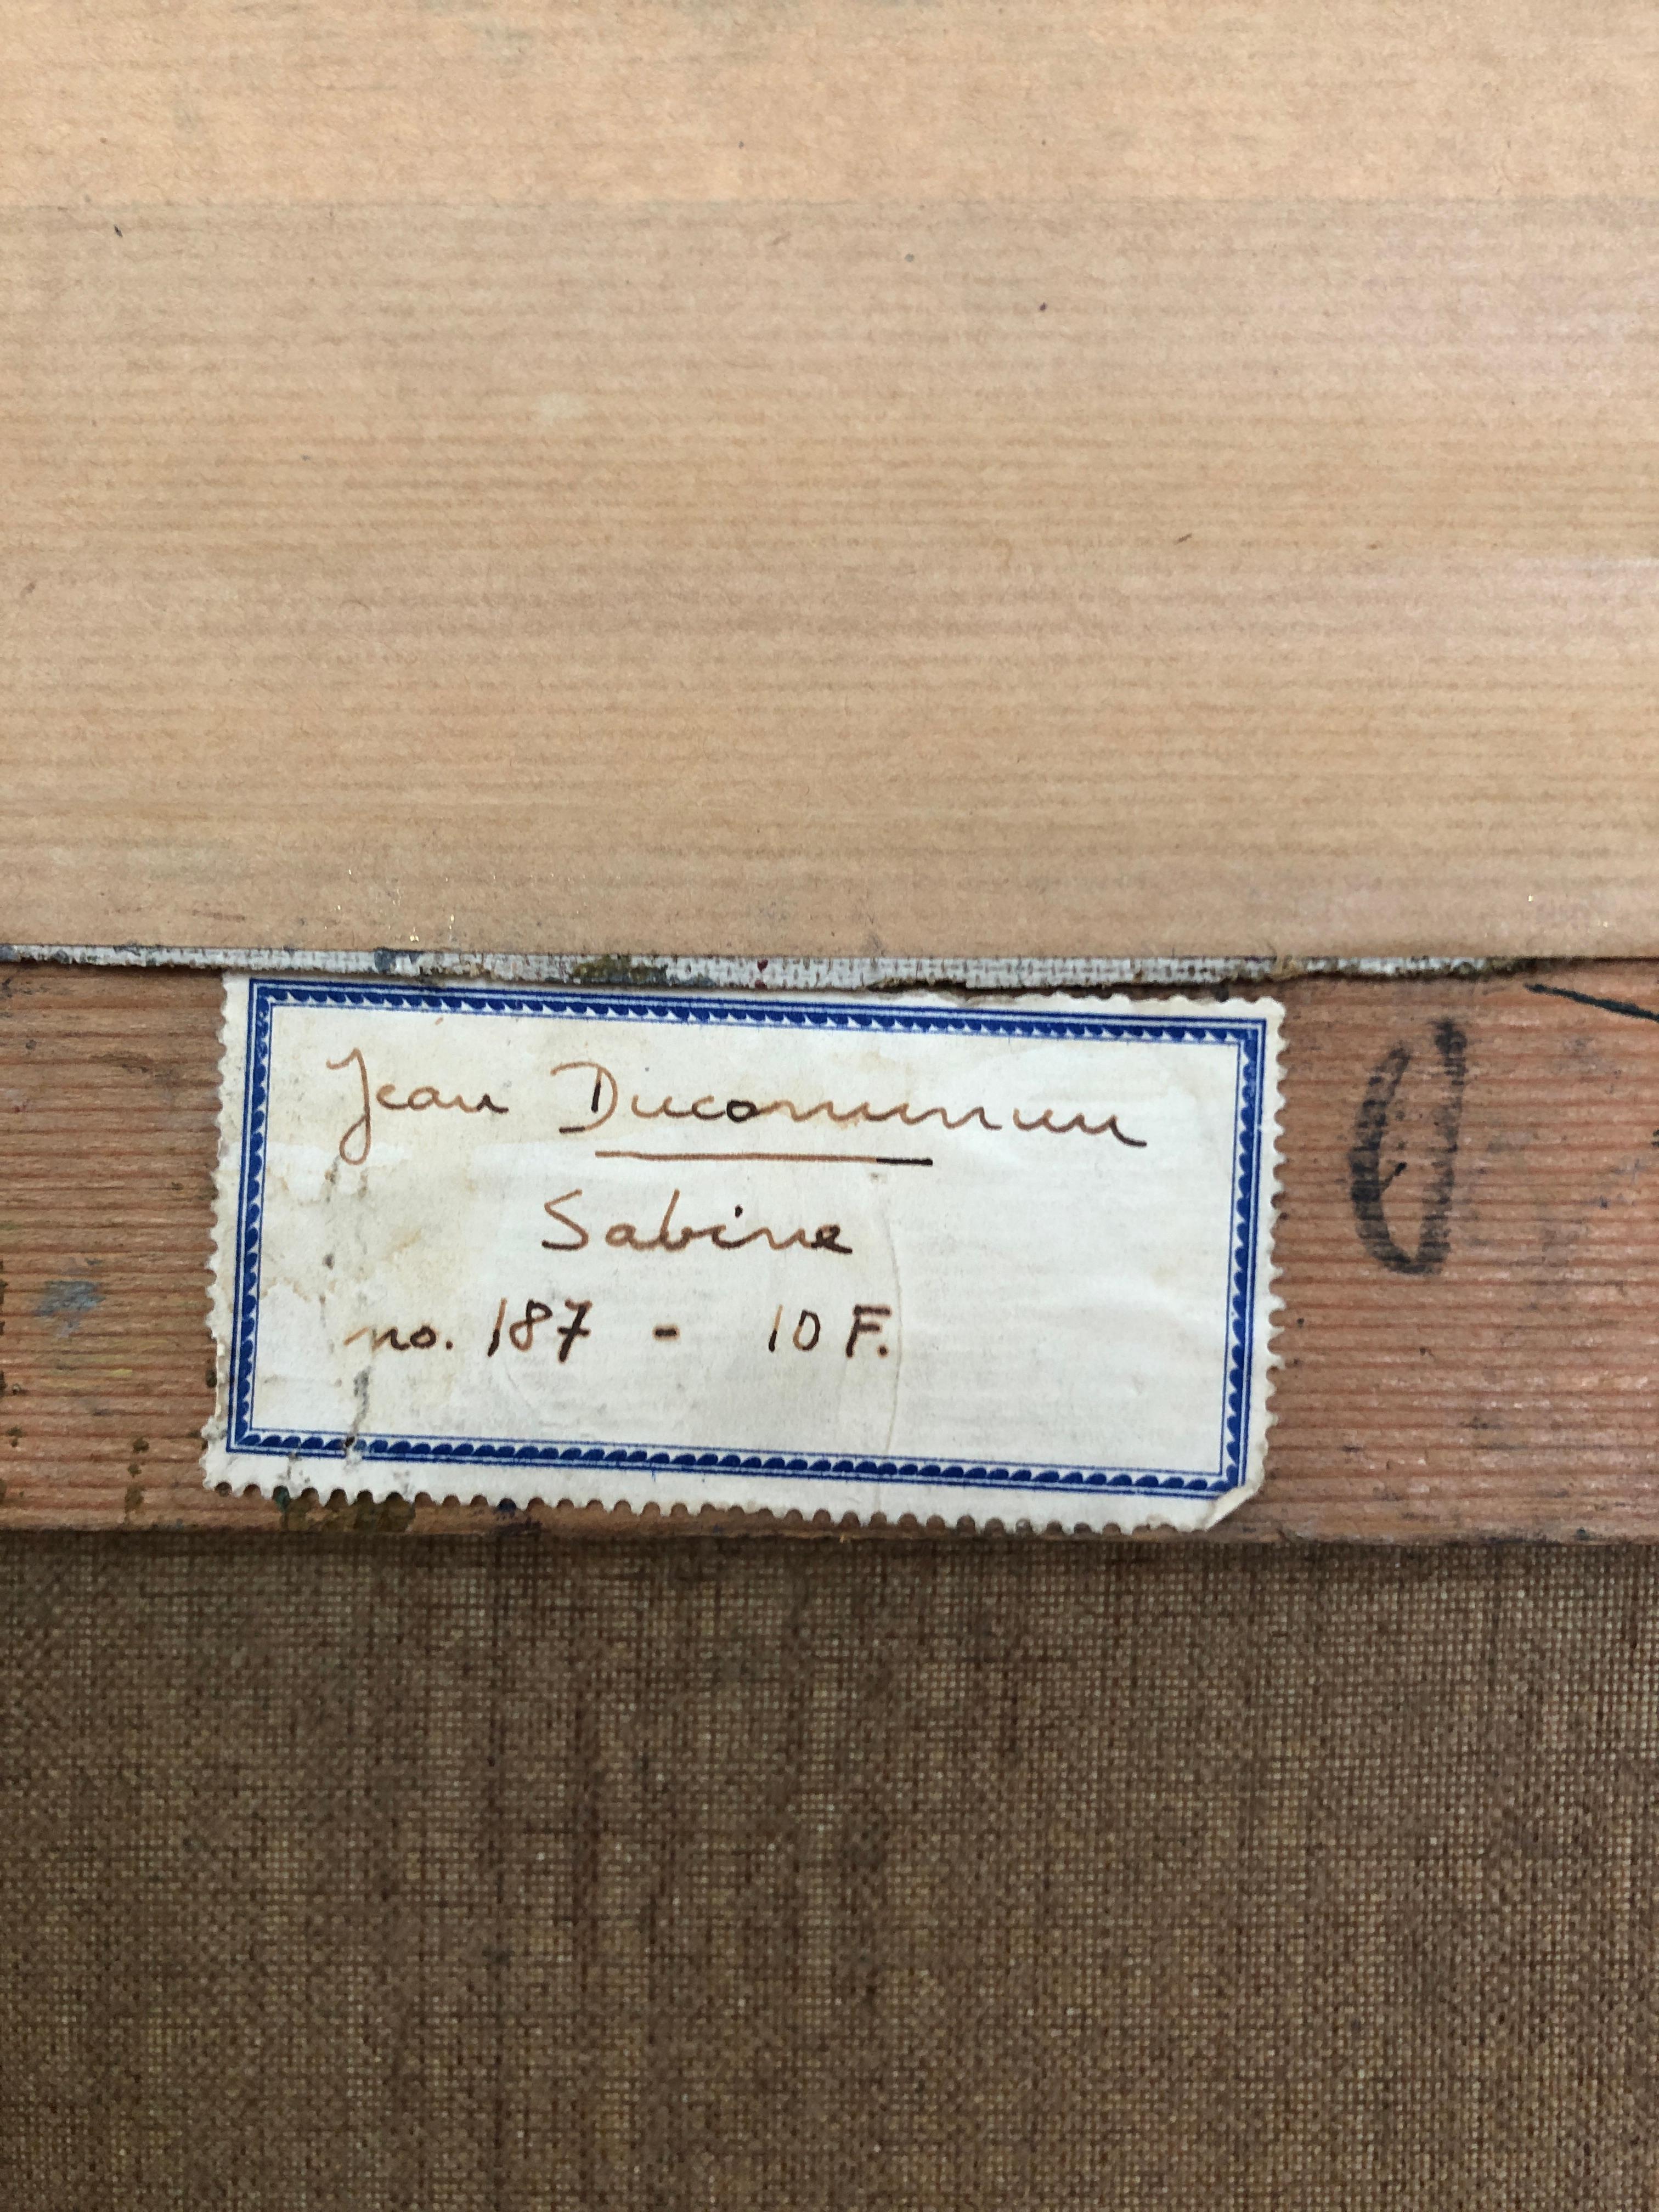 Jean Ducommun
Sabine
no. 187 - 10 F.